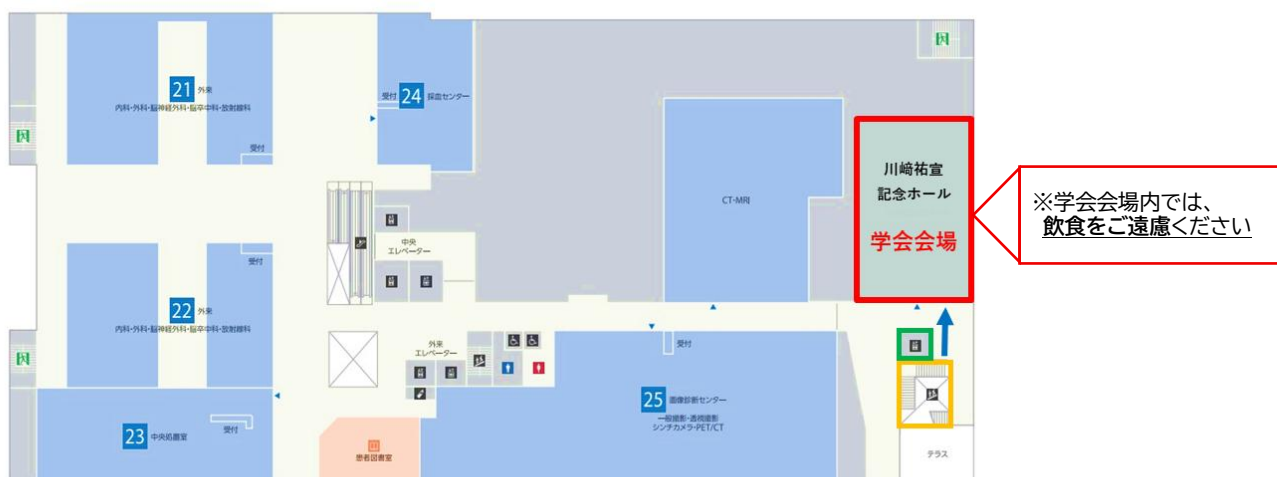 21 外来
内科・外科・脳神経外科・脳卒中科・放射線科
受付
受付 24 採血センター
川﨑祐宣
記念ホール
学会会場
※学会会場内では、
飲食をご遠慮ください
CT・MRI
中央
エレベーター
受付
22 外来
内科・外科・脳神経外科・脳卒中科・放射線科
外来
エレベーター
受付
25 画像診断センター
一般撮影・透視撮影
シンチカメラ・PET/CT
23 中央処置室
受付
患者図書室
テラス